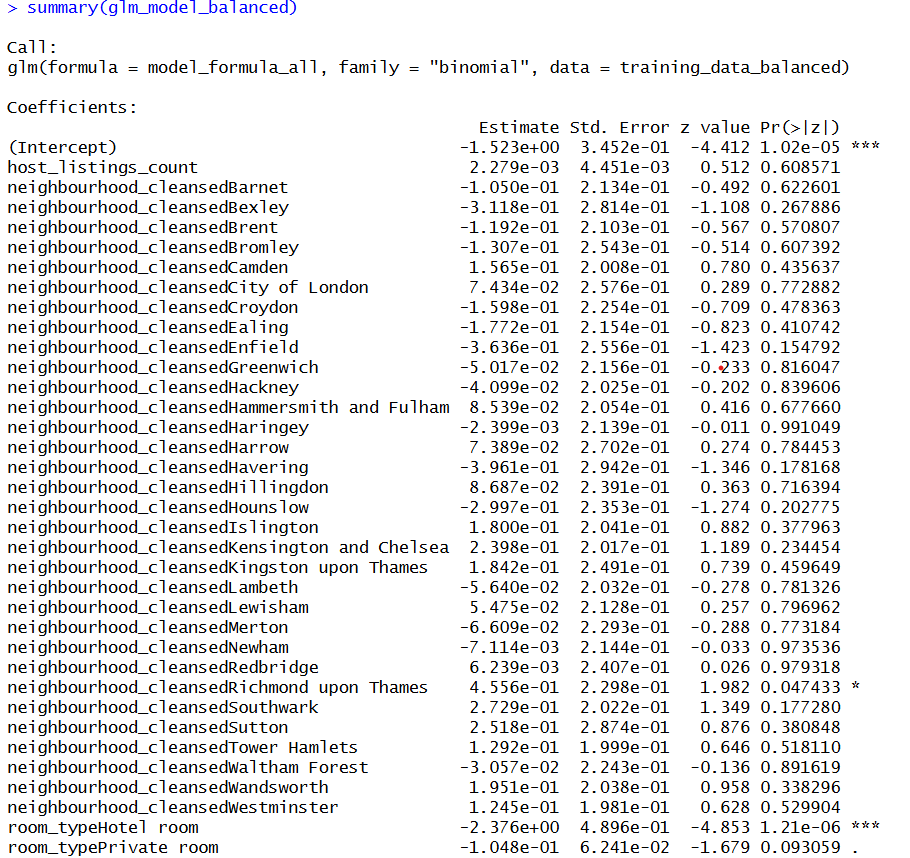 > summary(glm_model_balanced)
Call:
glm(formula = model_formula_all, family = "binomial", data = training_data_balanced)
Coefficients:
Estimate Std. Error z value Pr(>|z|)
(Intercept) -1.523e+00 3.452e-01 -4.412 1.02e-05 ***
host_listings_count 2.279e-03 4.451e-03 0.512 0.608571
neighbourhood_cleansedBarnet -1.050e-01 2.134e-01 -0.492 0.622601
neighbourhood_cleansedBexley -3.118e-01 2.814e-01 -1.108 0.267886
neighbourhood_cleansedBrent -1.192e-01 2.103e-01 -0.567 0.570807
neighbourhood_cleansedBromley -1.307e-01 2.543e-01 -0.514 0.607392
neighbourhood_cleansedCamden 1.565e-01 2.008e-01 0.780 0.435637
neighbourhood_cleansedCity of London 7.434e-02 2.576e-01 0.289 0.772882
neighbourhood_cleansedCroydon -1.598e-01 2.254e-01 -0.709 0.478363
neighbourhood_cleansedEaling -1.772e-01 2.154e-01 -0.823 0.410742
neighbourhood_cleansedEnfield -3.636e-01 2.556e-01 -1.423 0.154792
neighbourhood_cleansedGreenwich -5.017e-02 2.156e-01 -0.233 0.816047
neighbourhood_cleansedHackney -4.099e-02 2.025e-01 -0.202 0.839606
neighbourhood_cleansedHammersmith and Fulham 8.539e-02 2.054e-01 0.416 0.677660
neighbourhood_cleansedHaringey -2.399e-03 2.139e-01 -0.011 0.991049
neighbourhood_cleansedHarrow 7.389e-02 2.702e-01 0.274 0.784453
neighbourhood_cleansedHavering -3.961e-01 2.942e-01 -1.346 0.178168
neighbourhood_cleansedHillingdon 8.687e-02 2.391e-01 0.363 0.716394
neighbourhood_cleansedHounslow -2.997e-01 2.353e-01 -1.274 0.202775
neighbourhood_cleansedIslington 1.800e-01 2.041e-01 0.882 0.377963
neighbourhood_cleansedKensington and Chelsea 2.398e-01 2.017e-01 1.189 0.234454
neighbourhood_cleansedKingston upon Thames 1.842e-01 2.491e-01 0.739 0.459649
neighbourhood_cleansedLambeth -5.640e-02 2.032e-01 -0.278 0.781326
neighbourhood_cleansedLewisham 5.475e-02 2.128e-01 0.257 0.796962
neighbourhood_cleansedMerton -6.609e-02 2.293e-01 -0.288 0.773184
neighbourhood_cleansedNewham -7.114e-03 2.144e-01 -0.033 0.973536
neighbourhood_cleansedRedbridge 6.239e-03 2.407e-01 0.026 0.979318
neighbourhood_cleansedRichmond upon Thames 4.556e-01 2.298e-01 1.982 0.047433 *
neighbourhood_cleansedSouthwark 2.729e-01 2.022e-01 1.349 0.177280
neighbourhood_cleansedSutton 2.518e-01 2.874e-01 0.876 0.380848
neighbourhood_cleansedTower Hamlets 1.292e-01 1.999e-01 0.646 0.518110
neighbourhood_cleansedWaltham Forest -3.057e-02 2.243e-01 -0.136 0.891619
neighbourhood_cleansedWandsworth 1.951e-01 2.038e-01 0.958 0.338296
neighbourhood_cleansedWestminster 1.245e-01 1.981e-01 0.628 0.529904
room_typeHotel room -2.376e+00 4.896e-01 -4.853 1.21e-06 ***
room_typePrivate room -1.048e-01 6.241e-02 -1.679 0.093059 .